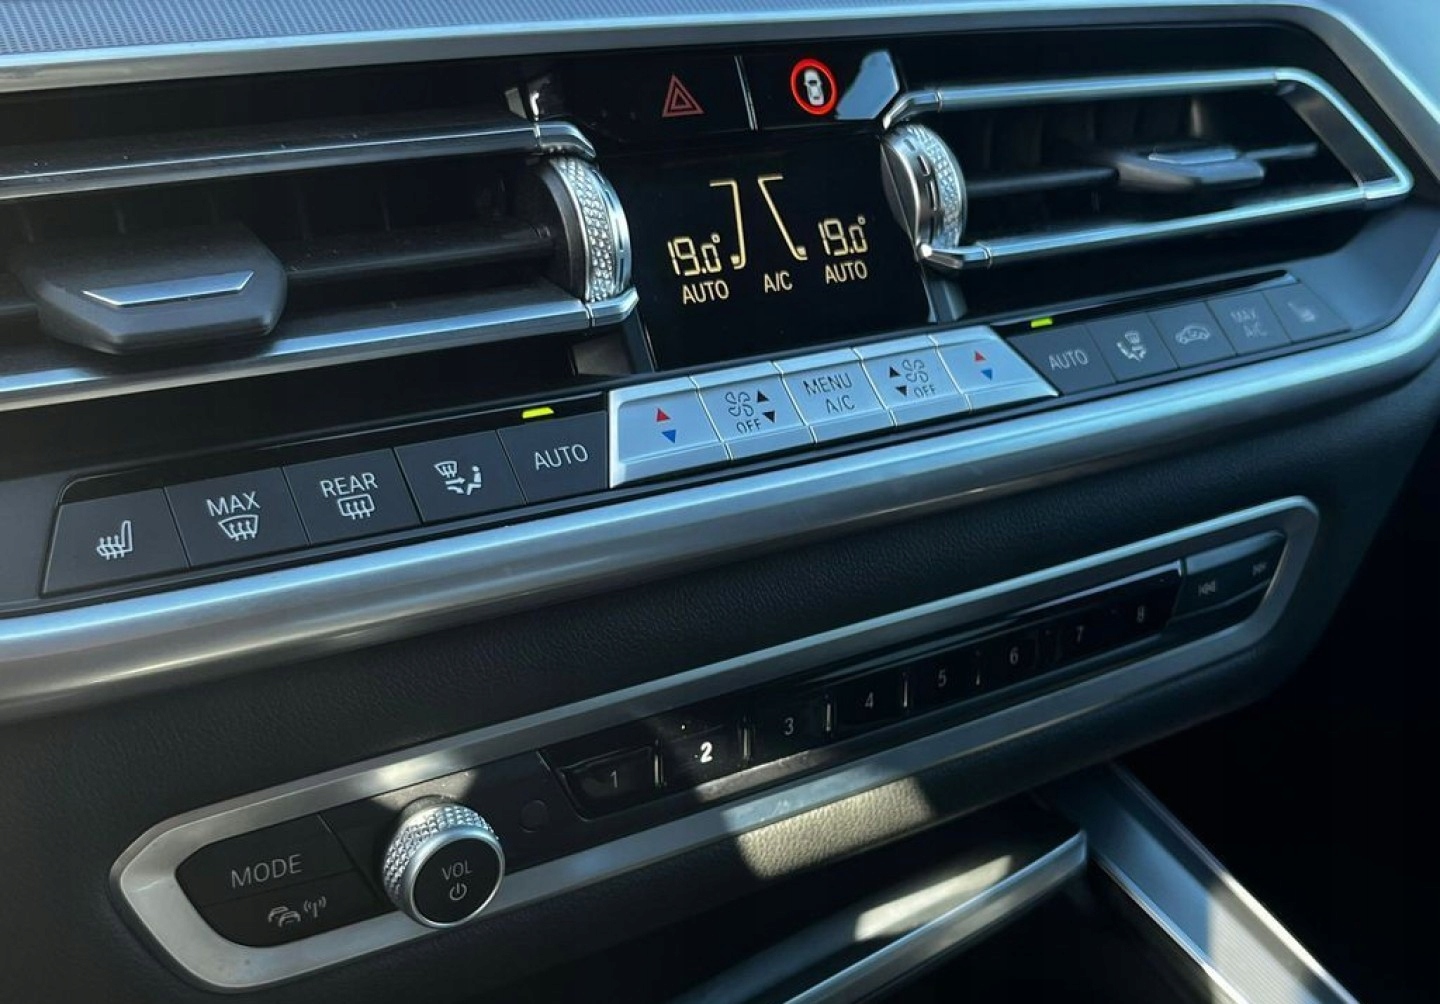 19.0°
19.0°
AUTO
A/C
AUTO
MAX
REAR
AUTO
OFF
MENU
A/C
OFF
AUTO
MAX
A/C
1
2
3
4
5
6
7
8
MODE
VOL